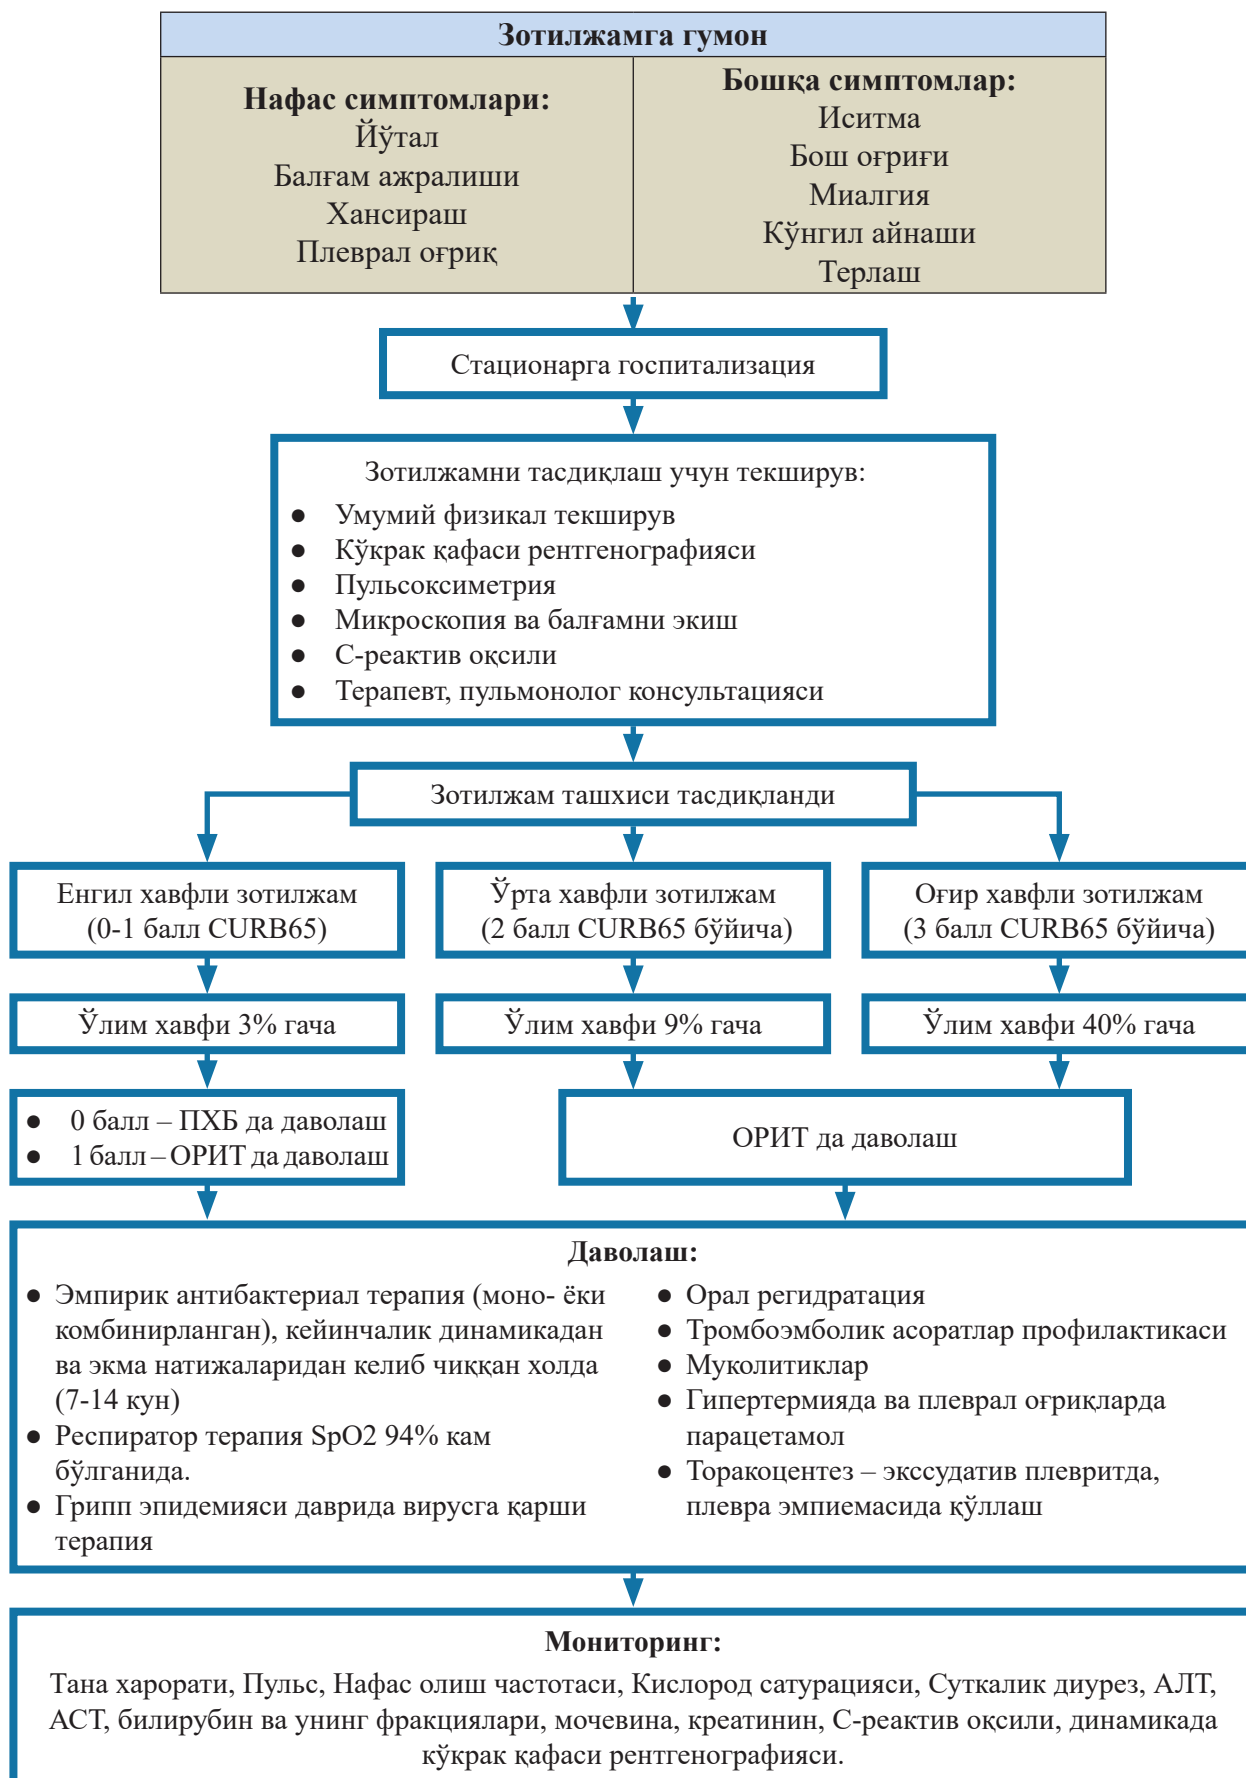 Зотилжамга гумон
Нафас симптомлари:
Йўтал
Балғам ажралиши
Хансираш
Плеврал оғриқ
Бошқа симптомлар:
Иситма
Бош оғриғи
Миалгия
Кўнгил айнаши
Терлаш
Стационарга госпитализация
Зотилжамни тасдиқлаш учун текширув:
● Умумий физикал текширув
● Кўкрак қафаси рентгенографияси
● Пульсоксиметрия
● Микроскопия ва балғамни экиш
● С-реактив оқсили
● Терапевт, пульмонолог консультацияси
Зотилжам ташхиси тасдиқланди
Енгил хавфли зотилжам
(0-1 балл CURB65)
Ўрта хавфли зотилжам
(2 балл CURB65 бўйича)
Оғир хавфли зотилжам
(3 балл CURB65 бўйича)
Ўлим хавфи 3% гача
Ўлим хавфи 9% гача
Ўлим хавфи 40% гача
● 0 балл – ПХБ да даволаш
● 1 балл – ОРИТ да даволаш
ОРИТ да даволаш
Даволаш:
● Эмпирик антибактериал терапия (моно- ёки
комбинирланган), кейинчалик динамикадан
ва экма натижаларидан келиб чиққан холда
(7-14 кун)
● Респиратор терапия SpO2 94% кам
бўлганида.
● Грипп эпидемияси даврида вирусга қарши
терапия
● Орал регидратация
● Тромбоэмболик асоратлар профилактикаси
● Муколитиклар
● Гипертермияда ва плеврал оғриқларда
парацетамол
● Торакоцентез – экссудатив плевритда,
плевра эмпиемасида қўллаш
Мониторинг:
Тана харорати, Пульс, Нафас олиш частотаси, Кислород сатурацияси, Суткалик диурез, АЛТ,
АСТ, билирубин ва унинг фракциялари, мочевина, креатинин, С-реактив оқсили, динамикада
кўкрак қафаси рентгенографияси.